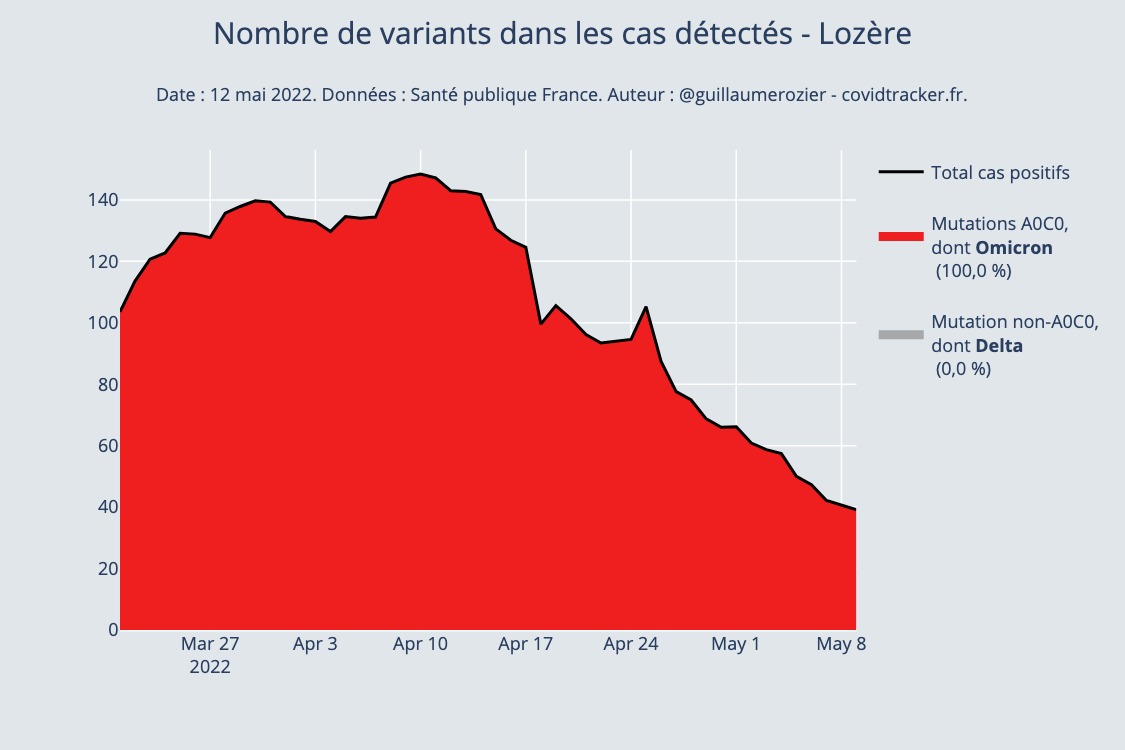 Nombre de variants dans les cas détectés - Lozère
Date : 12 mai 2022. Données : Santé publique France. Auteur : @guillaumerozier - covidtracker.fr.
Total cas positifs
Mutations A0C0,
dont Omicron
(100,0 %)
Mutation non-A0C0,
dont Delta
(0,0 %)
140
120
100
80
60
40
20
0
Mar 27
2022
Apr 3
Apr 10
Apr 17
Apr 24
May 1
May 8